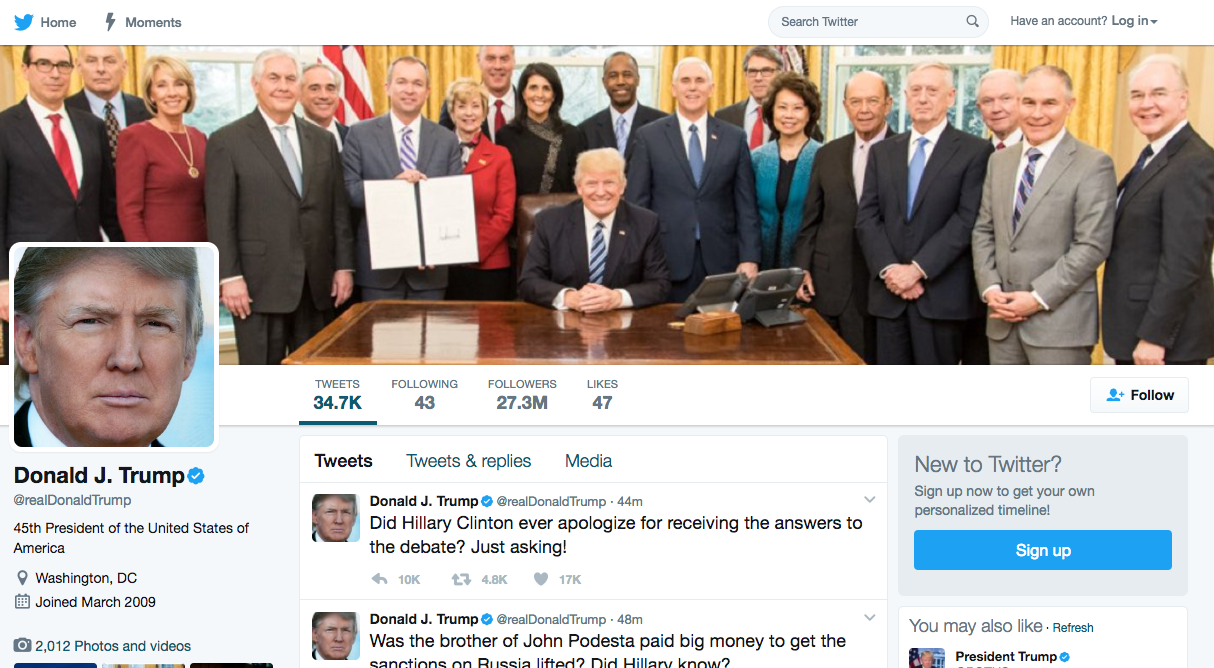 Home
Moments
Search Twitter
Have an account? Log in
TWEETS
34.7K
FOLLOWING
43
FOLLOWERS
27.3M
LIKES
47
Follow
Donald J. Trump
@realDonaldTrump
45th President of the United States of
America
Washington, DC
Joined March 2009
2,012 Photos and videos
Tweets
Tweets & replies
Media
Donald J. Trump @realDonaldTrump · 44m
Did Hillary Clinton ever apologize for receiving the answers to
the debate? Just asking!
10K
4.8K
17K
Donald J. Trump @realDonaldTrump · 48m
Was the brother of John Podesta paid big money to get the
sanctions on Russia lifted? Did Hillary know?
New to Twitter?
Sign up now to get your own
personalized timeline!
Sign up
You may also like · Refresh
President Trump